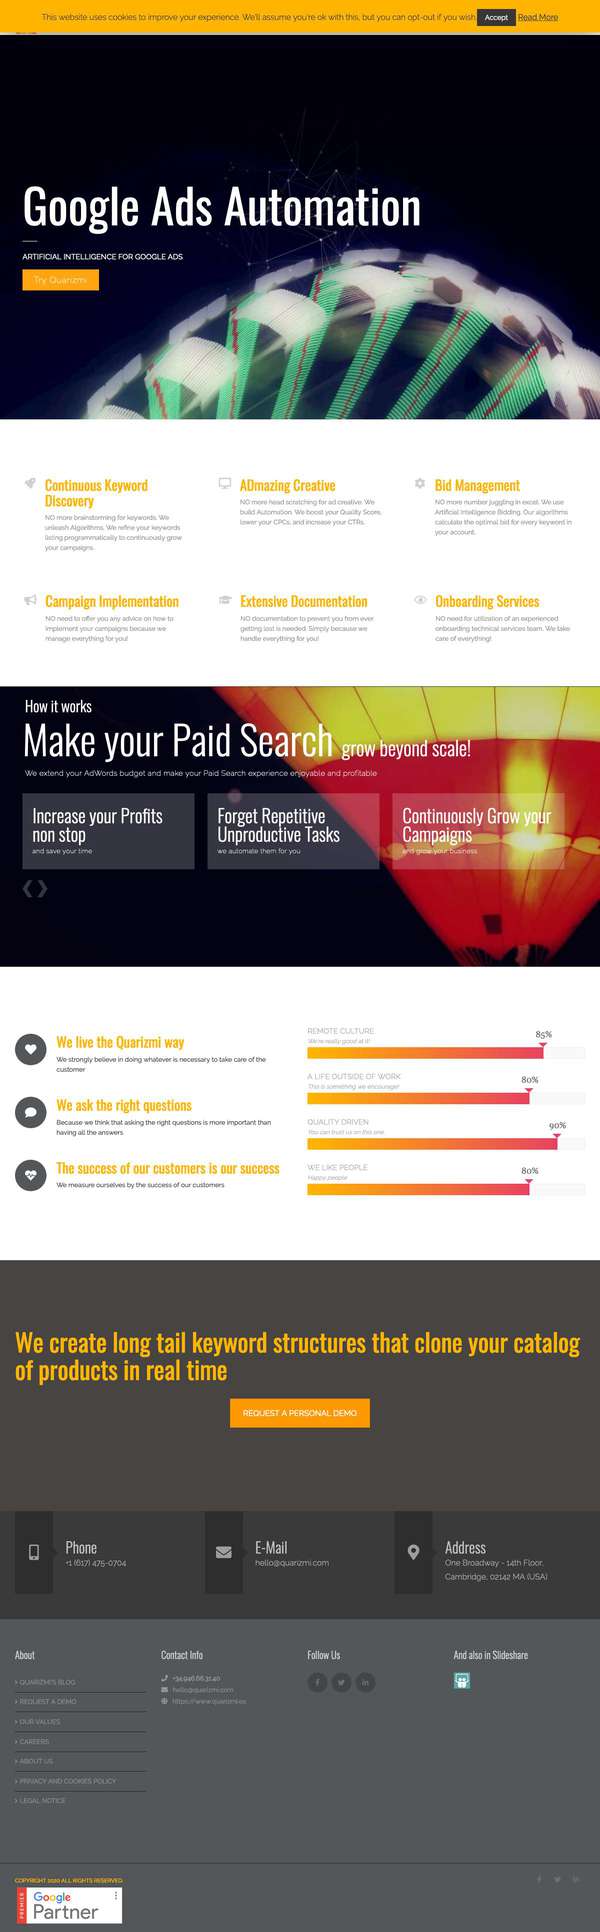 This website uses cookies to improve your experience. We'll assume you're ok with this, but you can opt-out if you wish. Accept Read More
Google Ads Automation
ARTIFICIAL INTELLIGENCE FOR GOOGLE ADS
Try Quarizmi
Continuous Keyword
Discovery
NO more brainstorming for keywords. We
unleash Algorithms. We refine your keywords
listing programmatically to continuously grow
your campaigns.
ADmazing Creative
NO more head scratching for ad creative. We
build Automation. We boost your Quality Score,
lower your CPCs, and increase your CTRs.
Bid Management
NO more number juggling in excel. We use
Artificial Intelligence Bidding. Our algorithms
calculate the optimal bid for every keyword in
your account.
Campaign Implementation
NO need to offer you any advice on how to
implement your campaigns because we
manage everything for you!
Extensive Documentation
NO documentation to prevent you from ever
getting lost is needed. Simply because we
handle everything for you!
Onboarding Services
NO need for utilization of an experienced
onboarding technical services team. We take
care of everything!
How it works
Make your Paid Search grow beyond scale!
We extend your AdWords budget and make your Paid Search experience enjoyable and profitable
Increase your Profits
non stop
and save your time
Forget Repetitive
Unproductive Tasks
we automate them for you
Continuously Grow your
Campaigns
and grow your business
We live the Quarizmi way
We strongly believe in doing whatever is necessary to take care of the
customer
We ask the right questions
Because we think that asking the right questions is more important than
having all the answers
The success of our customers is our success
We measure ourselves by the success of our customers
REMOTE CULTURE
We're really good at it!
85%
A LIFE OUTSIDE OF WORK
This is something we encourage!
80%
QUALITY DRIVEN
You can trust us on this one.
90%
WE LIKE PEOPLE
Happy people
80%
We create long tail keyword structures that clone your catalog
of products in real time
REQUEST A PERSONAL DEMO
Phone
+1 (617) 475-0704
E-Mail
hello@quarizmi.com
Address
One Broadway - 14th Floor,
Cambridge, 02142 MA (USA)
About
QUARIZMI'S BLOG
REQUEST A DEMO
OUR VALUES
CAREERS
ABOUT US
PRIVACY AND COOKIES POLICY
LEGAL NOTICE
Contact Info
+34.946.66.31.40
hello@quarizmi.com
https://www.quarizmi.es
Follow Us
And also in Slideshare
COPYRIGHT 2020 ALL RIGHTS RESERVED
PREMIER
Google
Partner